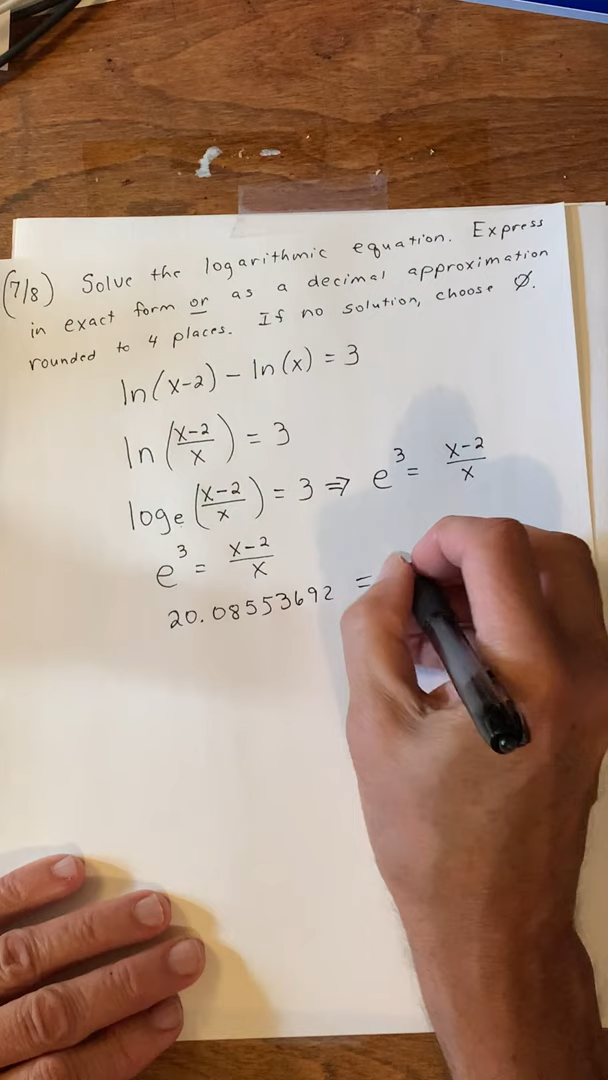 (7/8) Solve the logarithmic equation. Express
in exact form or as a decimal approximation
rounded to 4 places. If no solution, choose Ø.
ln(x-2) - ln(x) = 3
ln(x-2/x) = 3
logₑ(x-2/x) = 3 ⇒ e³ = x-2/x
e³ = x-2/x
20.08553692 =